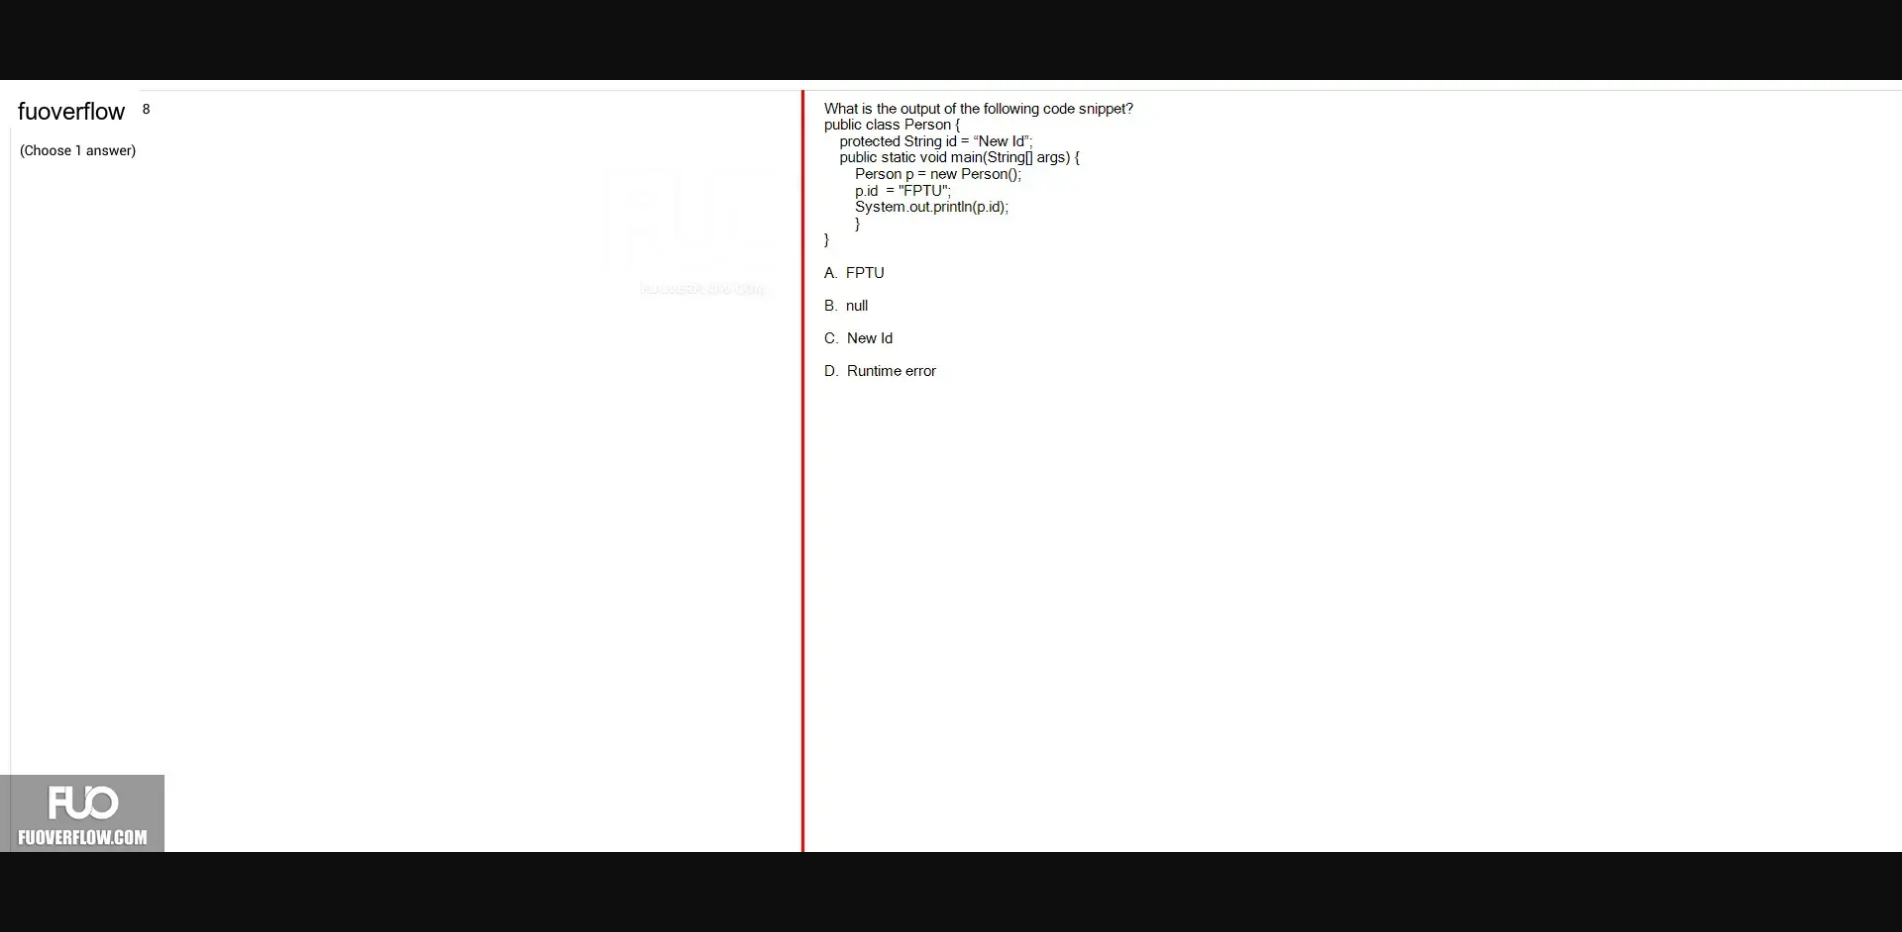 fuoverflow 8
(Choose 1 answer)
What is the output of the following code snippet?
public class Person {
protected String id = “New Id”;
public static void main(String[] args) {
Person p = new Person();
p.id  = "FPTU";
System.out.println(p.id);
}
}
A. FPTU
B. null
C. New Id
D. Runtime error
FUOVERFLOW.COM
FUO
FUOVERFLOW.COM